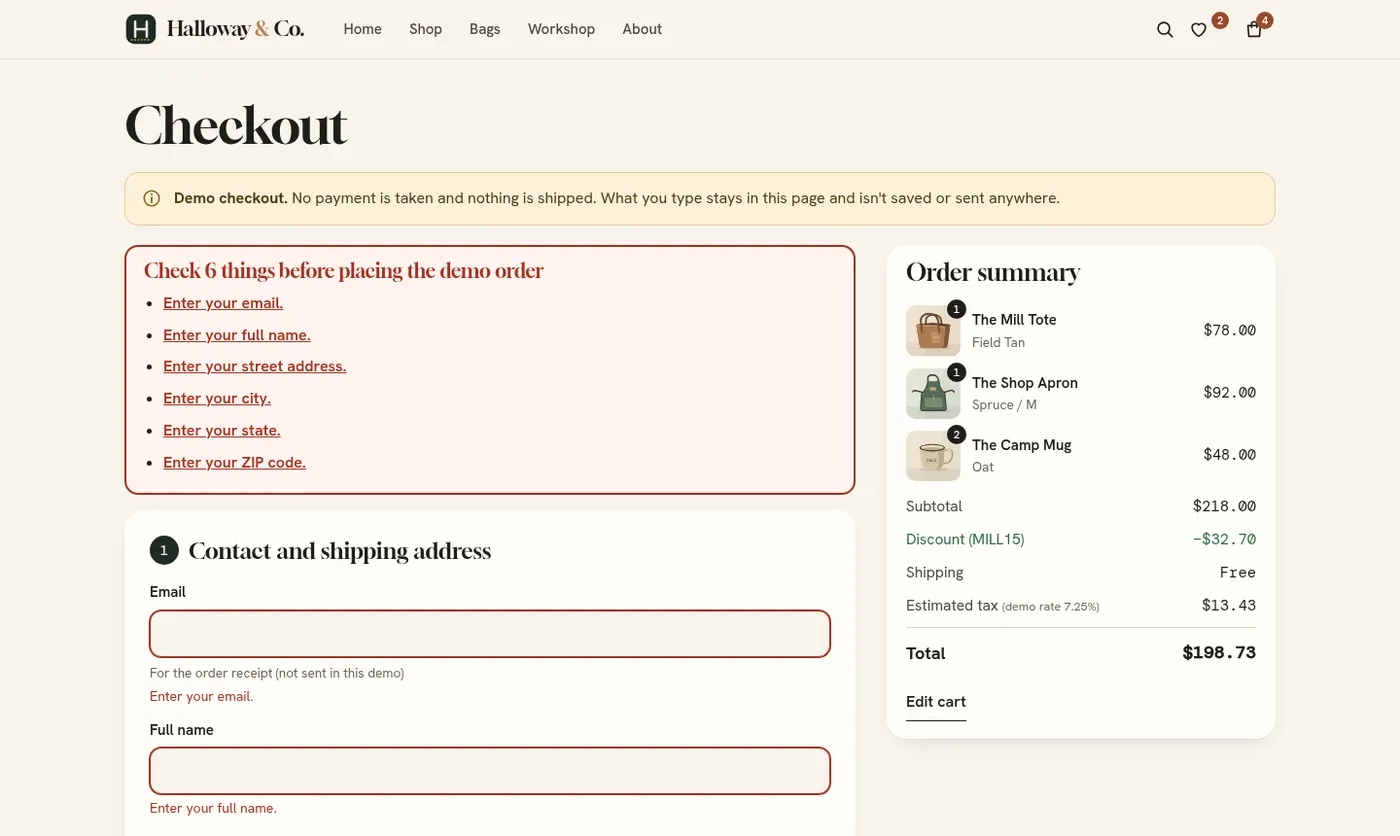 H Halloway & Co. Home Shop Bags Workshop About 2 4
Checkout
Demo checkout. No payment is taken and nothing is shipped. What you type stays in this page and isn't saved or sent anywhere.
Check 6 things before placing the demo order
Enter your email.
Enter your full name.
Enter your street address.
Enter your city.
Enter your state.
Enter your ZIP code.
1 Contact and shipping address
Email
For the order receipt (not sent in this demo)
Enter your email.
Full name
Enter your full name.
Order summary
1
The Mill Tote
Field Tan
$78.00
1
The Shop Apron
Spruce / M
$92.00
2
The Camp Mug
Oat
$48.00
Subtotal $218.00
Discount (MILL15) −$32.70
Shipping Free
Estimated tax (demo rate 7.25%) $13.43
Total $198.73
Edit cart